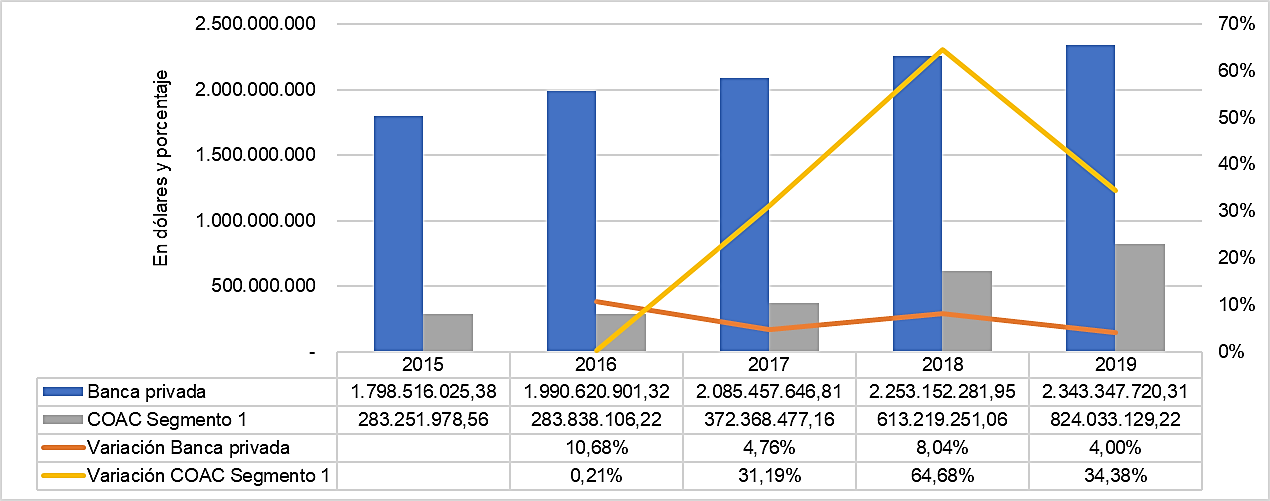 En dólares y porcentaje
2.500.000.000
2.000.000.000
1.500.000.000
1.000.000.000
500.000.000
-
70%
60%
50%
40%
30%
20%
10%
0%
2015 2016 2017 2018 2019
Banca privada 1.798.516.025,38 1.990.620.901,32 2.085.457.646,81 2.253.152.281,95 2.343.347.720,31
COAC Segmento 1 283.251.978,56 283.838.106,22 372.368.477,16 613.219.251,06 824.033.129,22
Variación Banca privada 10,68% 4,76% 8,04% 4,00%
Variación COAC Segmento 1 0,21% 31,19% 64,68% 34,38%